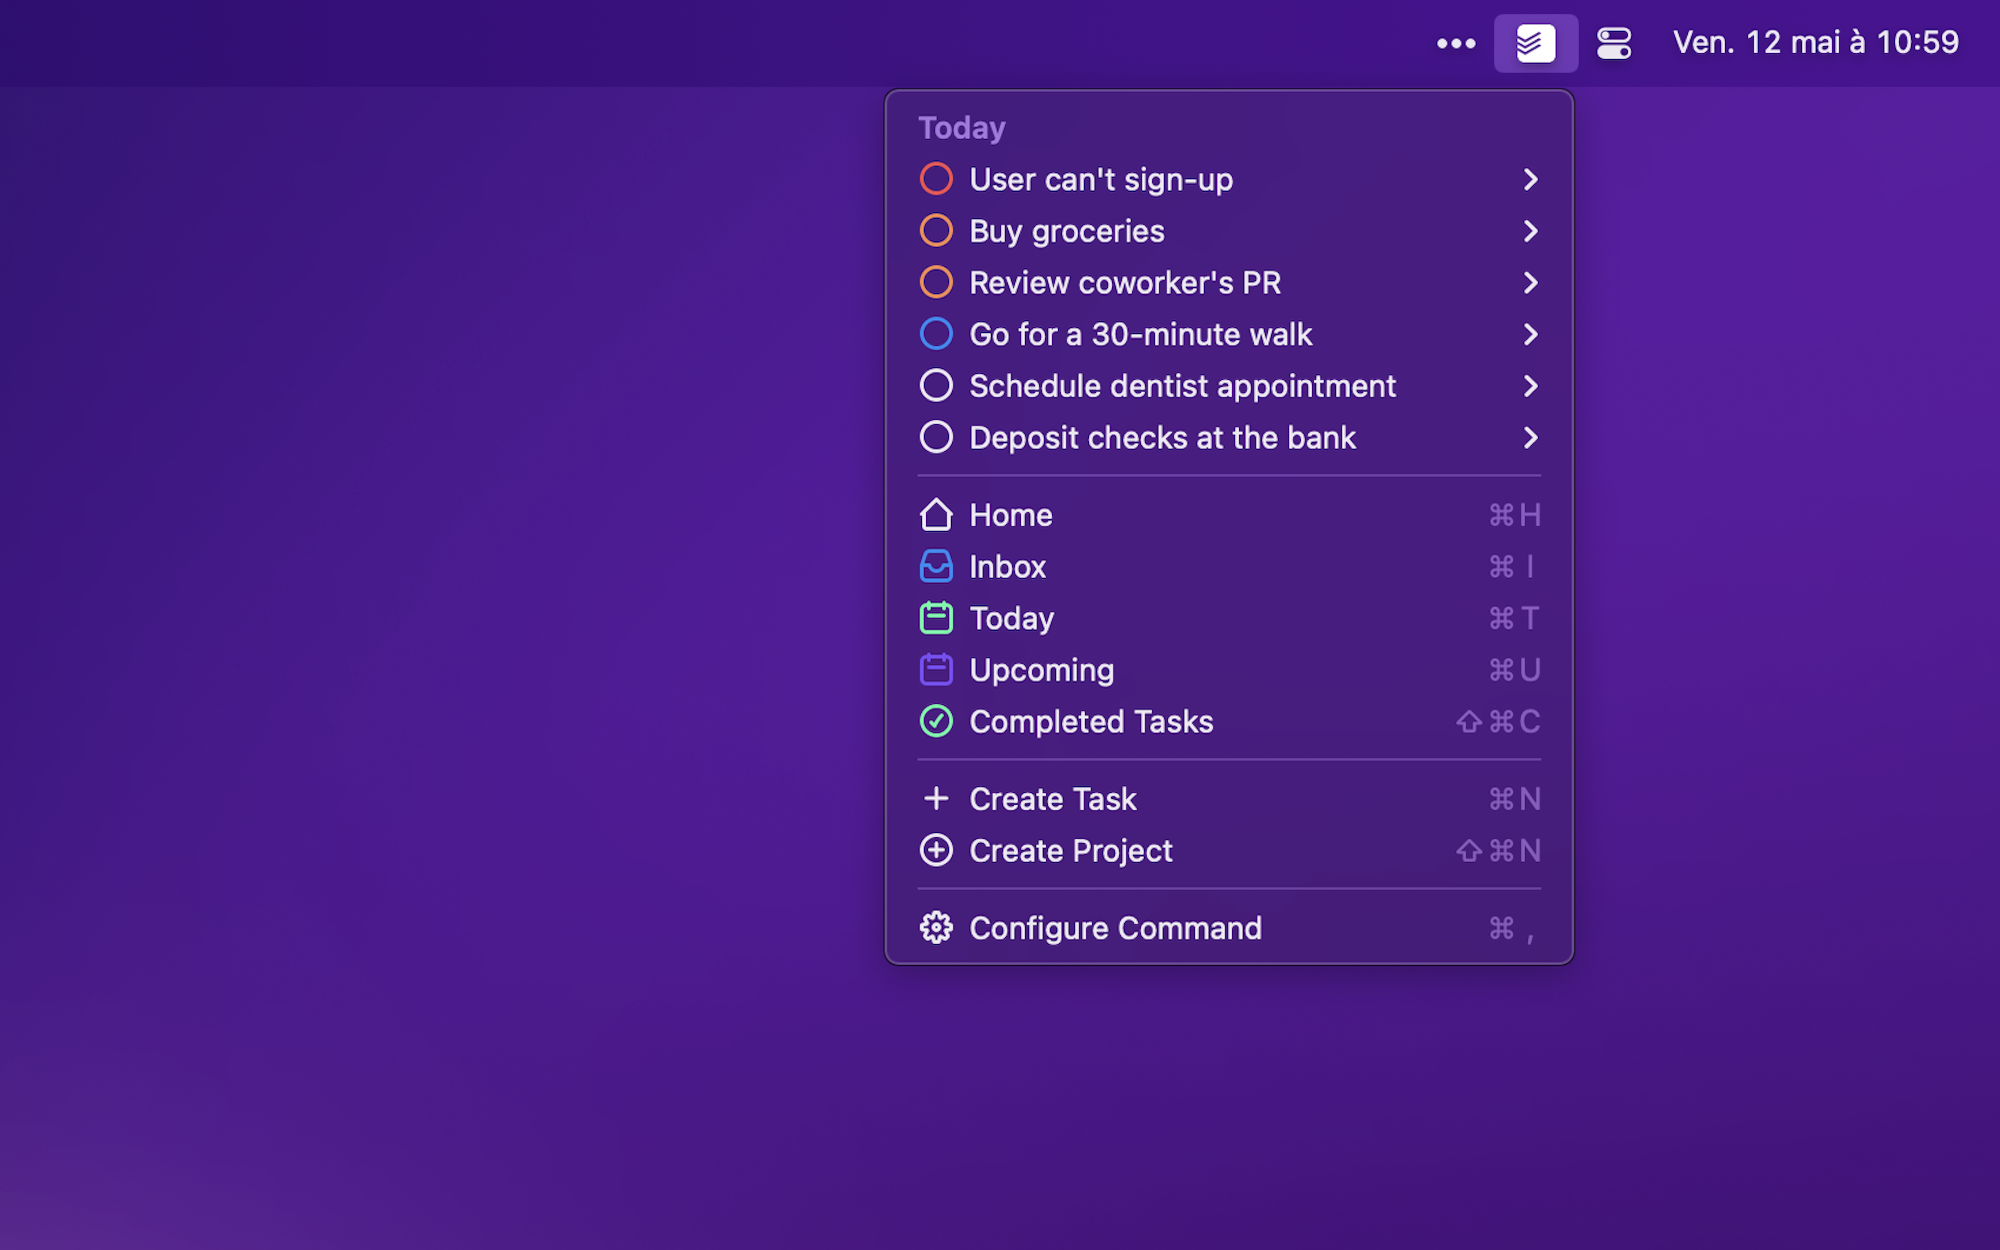 Ven. 12 mai à 10:59
Today
User can't sign-up
Buy groceries
Review coworker's PR
Go for a 30-minute walk
Schedule dentist appointment
Deposit checks at the bank
Home ⌘ H
Inbox ⌘ I
Today ⌘ T
Upcoming ⌘ U
Completed Tasks ⇧ ⌘ C
Create Task ⌘ N
Create Project ⇧ ⌘ N
Configure Command ⌘ ,